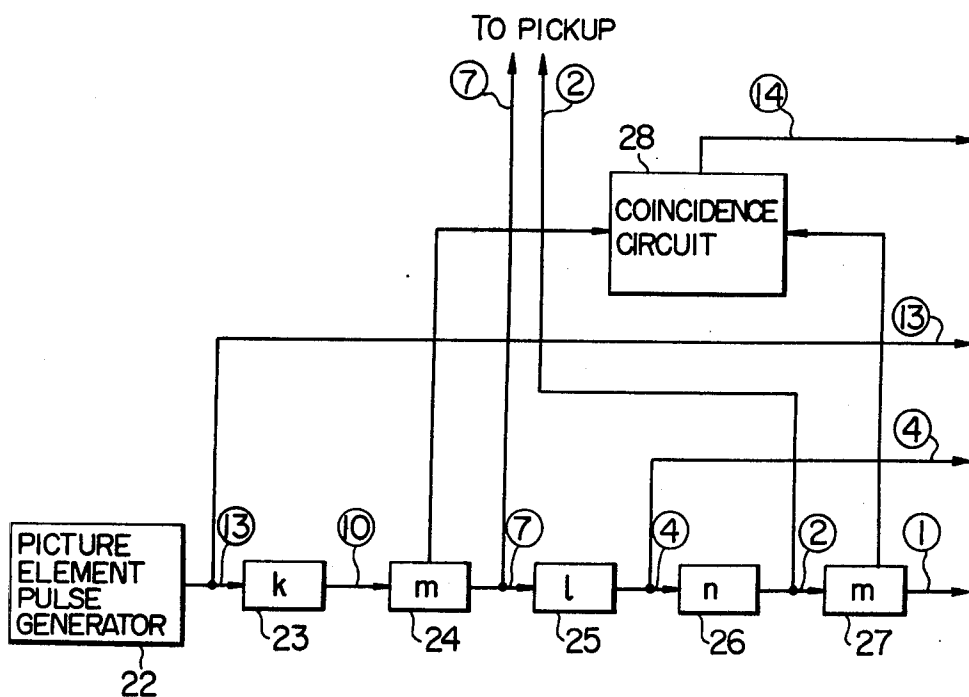 TO PICKUP
7
2
14
28
COINCIDENCE
CIRCUIT
13
4
PICTURE
ELEMENT
PULSE
GENERATOR
13
10
7
4
2
1
k
m
l
n
m
22
23
24
25
26
27